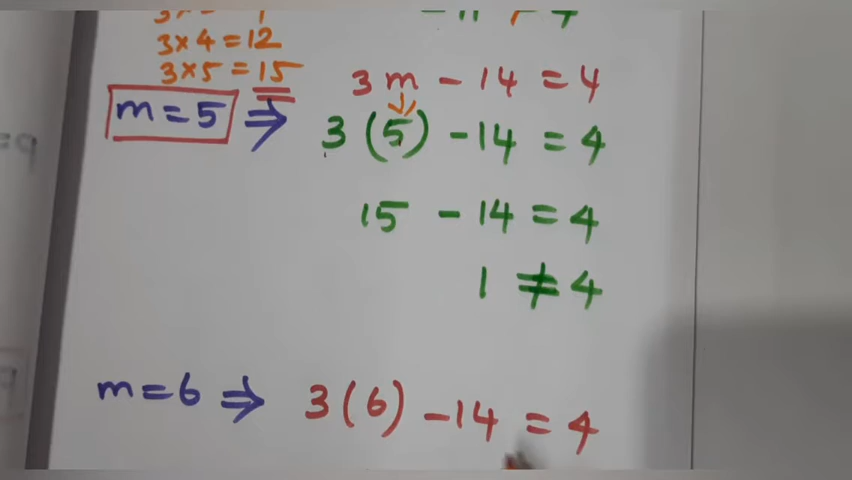 3×4=12
3×5=15
3m-14=4
m=5 ⇒ 3(5)-14=4
15-14=4
1≠4
m=6 ⇒ 3(6)-14=4